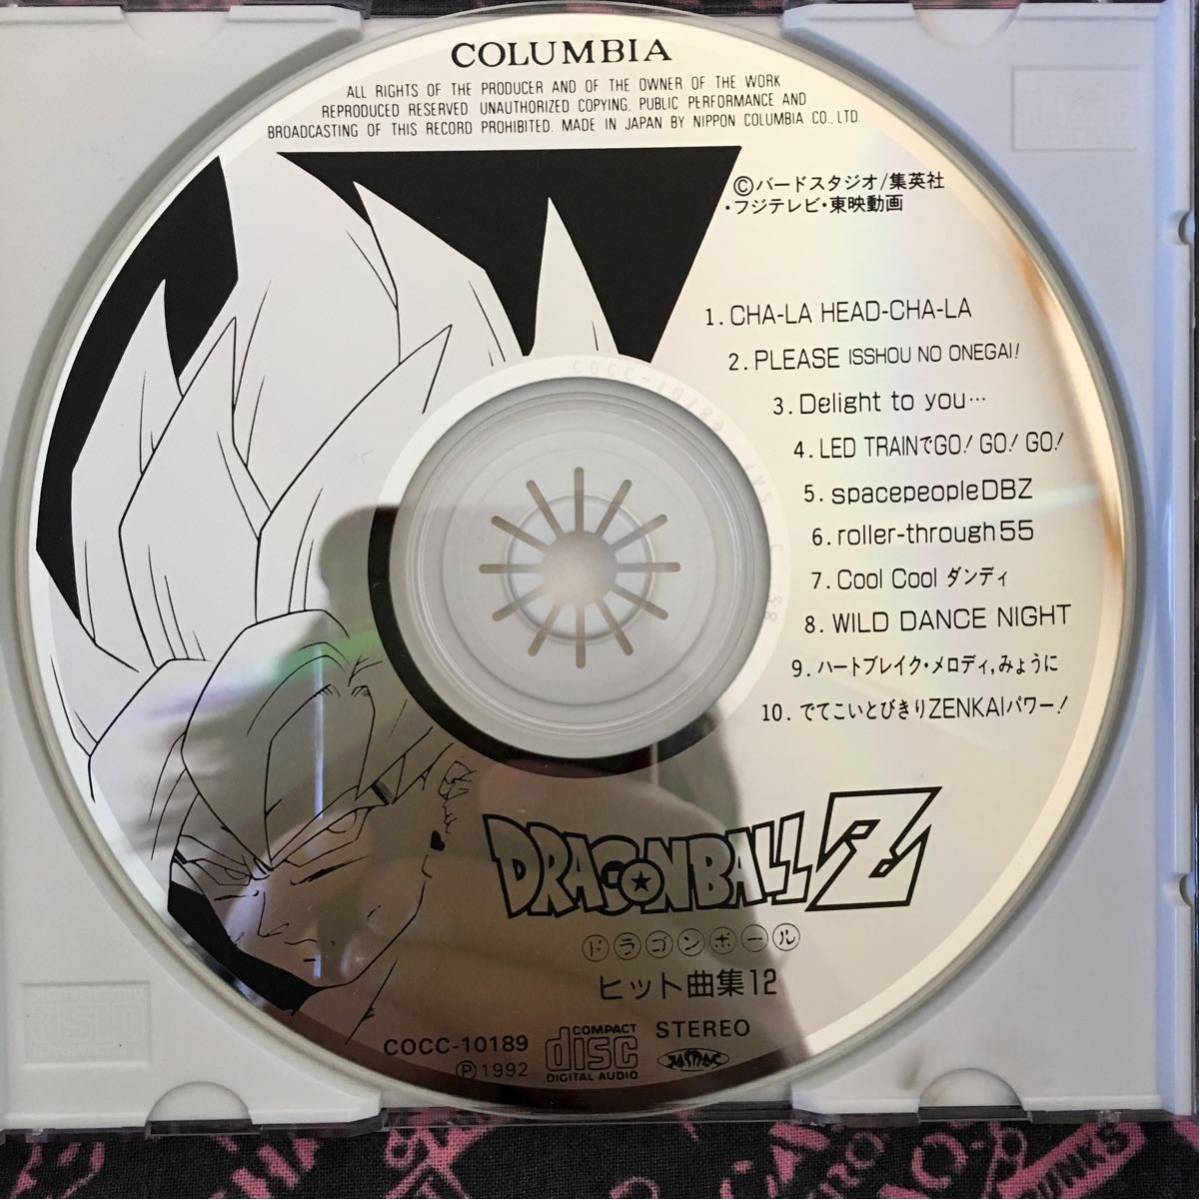 COLUMBIA
ALL RIGHTS OF THE PRODUCER AND OF THE OWNER OF THE WORK
REPRODUCED RESERVED. UNAUTHORIZED COPYING, PUBLIC PERFORMANCE AND
BROADCASTING OF THIS RECORD PROHIBITED. MADE IN JAPAN BY NIPPON COLUMBIA CO., LTD.
©バードスタジオ/集英社
・フジテレビ・東映動画
1. CHA-LA HEAD-CHA-LA
2. PLEASE ISSHOU NO ONEGAI!
3. Delight to you…
4. LED TRAINでGO! GO! GO!
5. spacepeopleDBZ
6. roller-through55
7. Cool Cool ダンディ
8. WILD DANCE NIGHT
9. ハートブレイク・メロディ,みょうに
10. でてこいとびきりZENKAIパワー!
DRAGONBALL Z
ドラゴンボール
ヒット曲集12
COCC-10189
Ⓟ1992
COMPACT
disc
DIGITAL AUDIO
STEREO
JASRAC